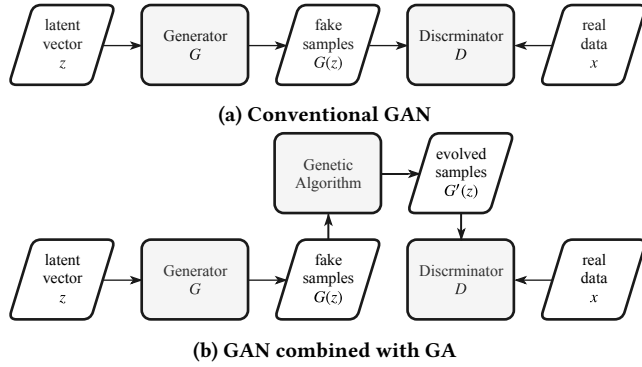 latent
vector
z
Generator
G
fake
samples
G(z)
Discrminator
D
real
data
x
(a) Conventional GAN
Genetic
Algorithm
evolved
samples
G′(z)
latent
vector
z
Generator
G
fake
samples
G(z)
Discrminator
D
real
data
x
(b) GAN combined with GA